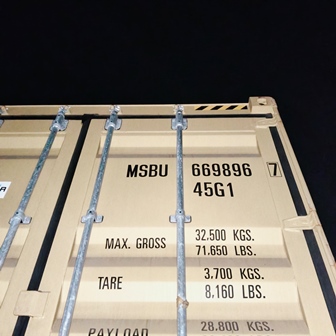 MSBU 669896 7
45G1
MAX. GROSS 32.500 KGS.
71.650 LBS.
TARE 3.700 KGS.
8,160 LBS.
PAYLOAD 28.800 KGS.